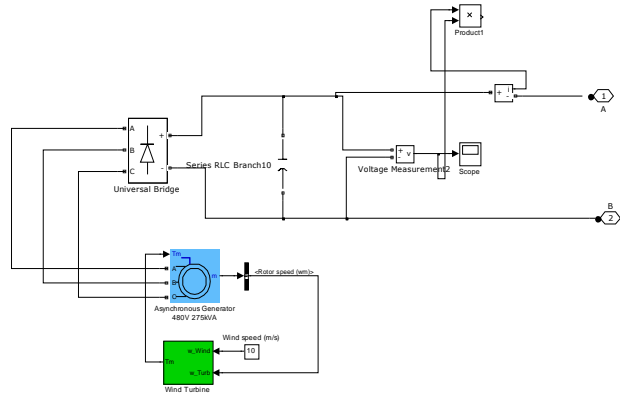 ×
Product1
1
A
+
i
-
A
B
C
+
-
Universal Bridge
Series RLC Branch10
+
-
v
Voltage Measurement2
Scope
B
2
Tm
A
B
C
m
<Rotor speed (wm)>
Asynchronous Generator
480V 275kVA
Wind speed (m/s)
10
w_Wind
Tm
w_Turb
Wind Turbine